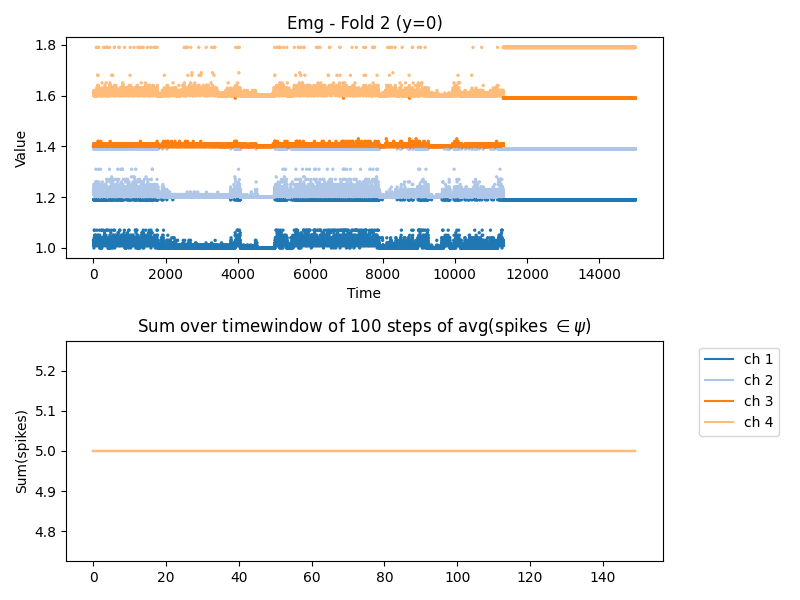 Emg - Fold 2 (y=0)
Value
1.8
1.6
1.4
1.2
1.0
0 2000 4000 6000 8000 10000 12000 14000
Time
Sum over timewindow of 100 steps of avg(spikes ∈ ψ)
Sum(spikes)
5.2
5.1
5.0
4.9
4.8
0 20 40 60 80 100 120 140
ch 1
ch 2
ch 3
ch 4